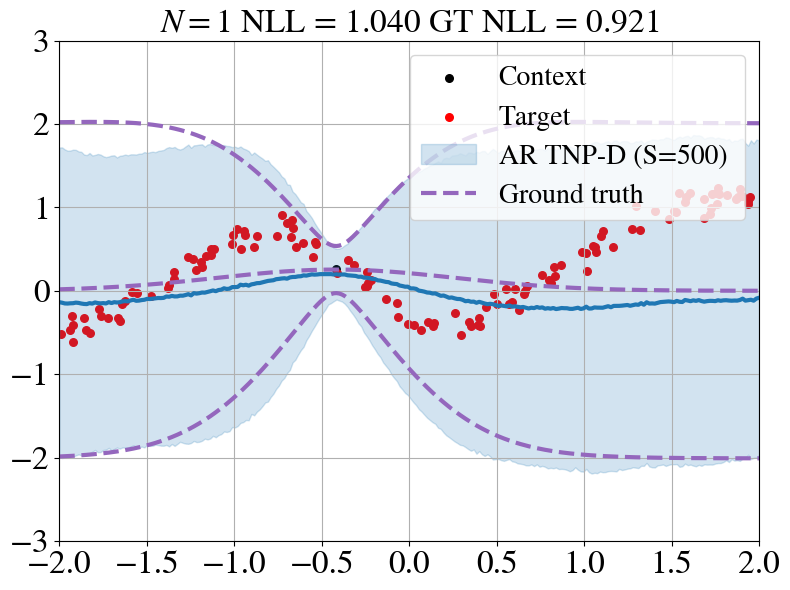 N = 1 NLL = 1.040 GT NLL = 0.921
3
2
1
0
−1
−2
−3
Context
Target
AR TNP-D (S=500)
Ground truth
−2.0 −1.5 −1.0 −0.5 0.0 0.5 1.0 1.5 2.0